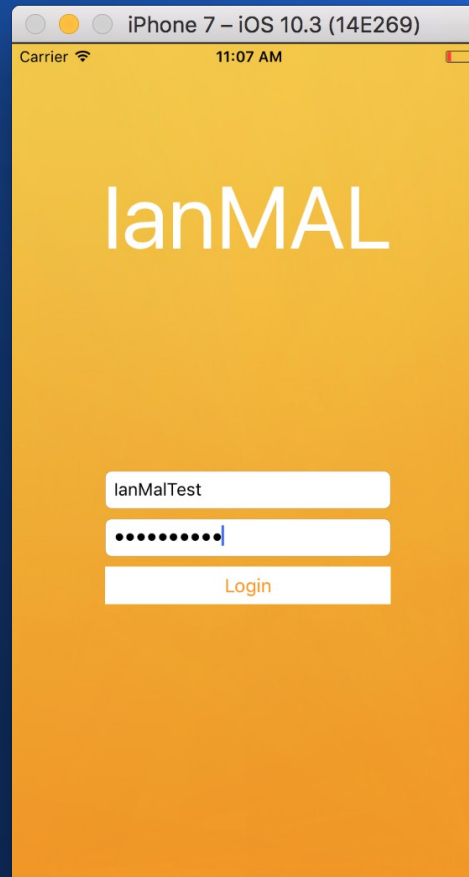 iPhone 7 – iOS 10.3 (14E269)
Carrier 11:07 AM
IanMAL
IanMalTest
••••••••••
Login